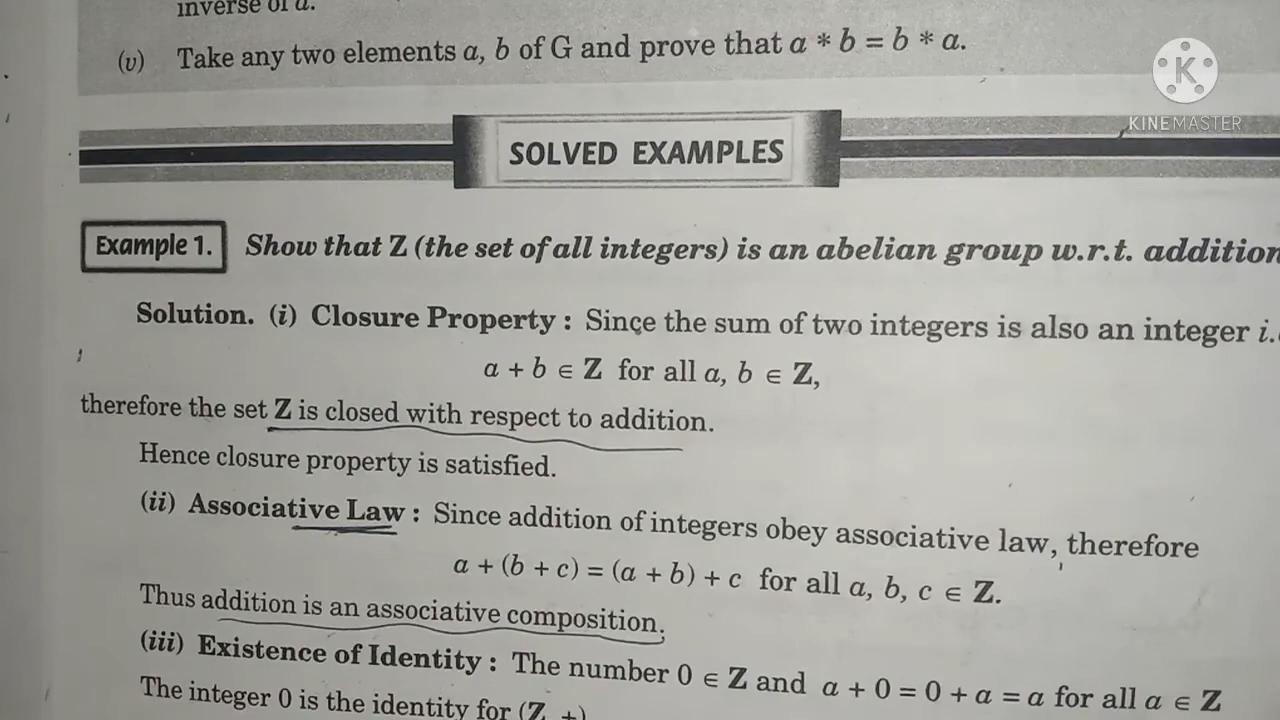 inverse of a.
(v) Take any two elements a, b of G and prove that a * b = b * a.
K
KINEMASTER
SOLVED EXAMPLES
Example 1. Show that Z (the set of all integers) is an abelian group w.r.t. addition
Solution. (i) Closure Property : Since the sum of two integers is also an integer i.
a + b ∈ Z for all a, b ∈ Z,
therefore the set Z is closed with respect to addition.
Hence closure property is satisfied.
(ii) Associative Law : Since addition of integers obey associative law, therefore
a + (b + c) = (a + b) + c for all a, b, c ∈ Z.
Thus addition is an associative composition.
(iii) Existence of Identity : The number 0 ∈ Z and a + 0 = 0 + a = a for all a ∈ Z
The integer 0 is the identity for (Z, +)